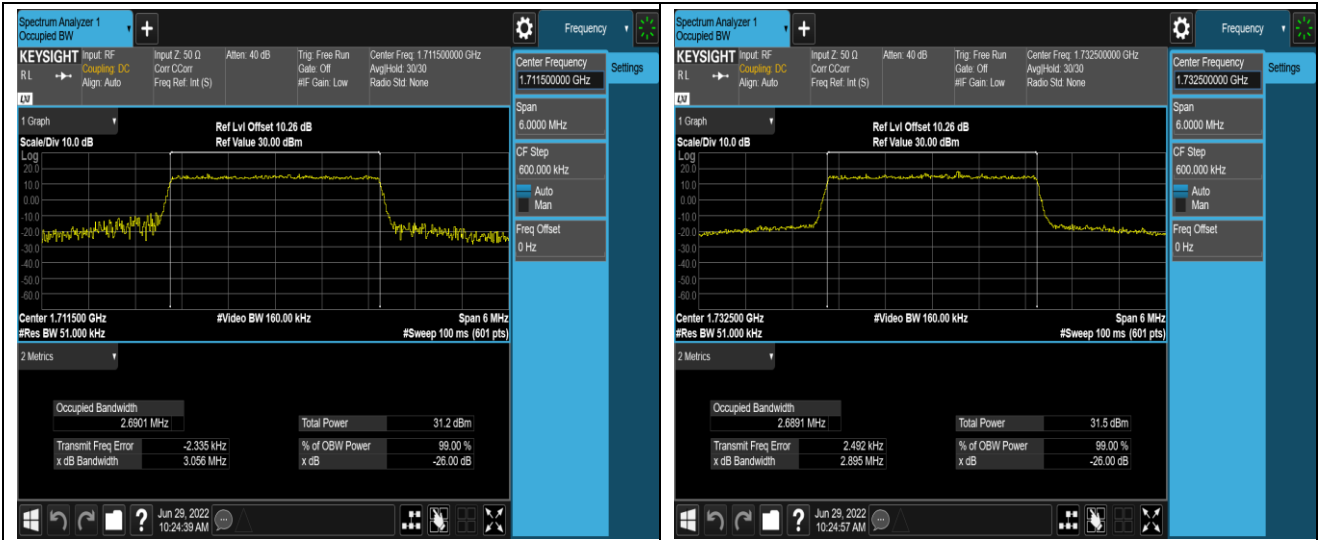 Spectrum Analyzer 1
Occupied BW
+
Frequency
KEYSIGHT
Input: RF
Coupling: DC
Align: Auto
Input Z: 50 Ω
Corr CCorr
Freq Ref: Int (S)
Atten: 40 dB
Trig: Free Run
Gate: Off
#IF Gain: Low
Center Freq: 1.711500000 GHz
Avg|Hold: 30/30
Radio Std: None
RL
LXI
Center Frequency
1.711500000 GHz
Settings
Span
6.0000 MHz
CF Step
600.000 kHz
Auto
Man
Freq Offset
0 Hz
1 Graph
Scale/Div 10.0 dB
Ref Lvl Offset 10.26 dB
Ref Value 30.00 dBm
Log
20.0
10.0
0.00
-10.0
-20.0
-30.0
-40.0
-50.0
-60.0
Center 1.711500 GHz
#Video BW 160.00 kHz
Span 6 MHz
#Res BW 51.000 kHz
#Sweep 100 ms (601 pts)
2 Metrics
Occupied Bandwidth
2.6901 MHz
Total Power 31.2 dBm
Transmit Freq Error -2.335 kHz
% of OBW Power 99.00 %
x dB Bandwidth 3.056 MHz
x dB -26.00 dB
?
Jun 29, 2022
10:24:39 AM
Spectrum Analyzer 1
Occupied BW
+
Frequency
KEYSIGHT
Input: RF
Coupling: DC
Align: Auto
Input Z: 50 Ω
Corr CCorr
Freq Ref: Int (S)
Atten: 40 dB
Trig: Free Run
Gate: Off
#IF Gain: Low
Center Freq: 1.732500000 GHz
Avg|Hold: 30/30
Radio Std: None
RL
LXI
Center Frequency
1.732500000 GHz
Settings
Span
6.0000 MHz
CF Step
600.000 kHz
Auto
Man
Freq Offset
0 Hz
1 Graph
Scale/Div 10.0 dB
Ref Lvl Offset 10.26 dB
Ref Value 30.00 dBm
Log
20.0
10.0
0.00
-10.0
-20.0
-30.0
-40.0
-50.0
-60.0
Center 1.732500 GHz
#Video BW 160.00 kHz
Span 6 MHz
#Res BW 51.000 kHz
#Sweep 100 ms (601 pts)
2 Metrics
Occupied Bandwidth
2.6891 MHz
Total Power 31.5 dBm
Transmit Freq Error 2.492 kHz
% of OBW Power 99.00 %
x dB Bandwidth 2.895 MHz
x dB -26.00 dB
?
Jun 29, 2022
10:24:57 AM